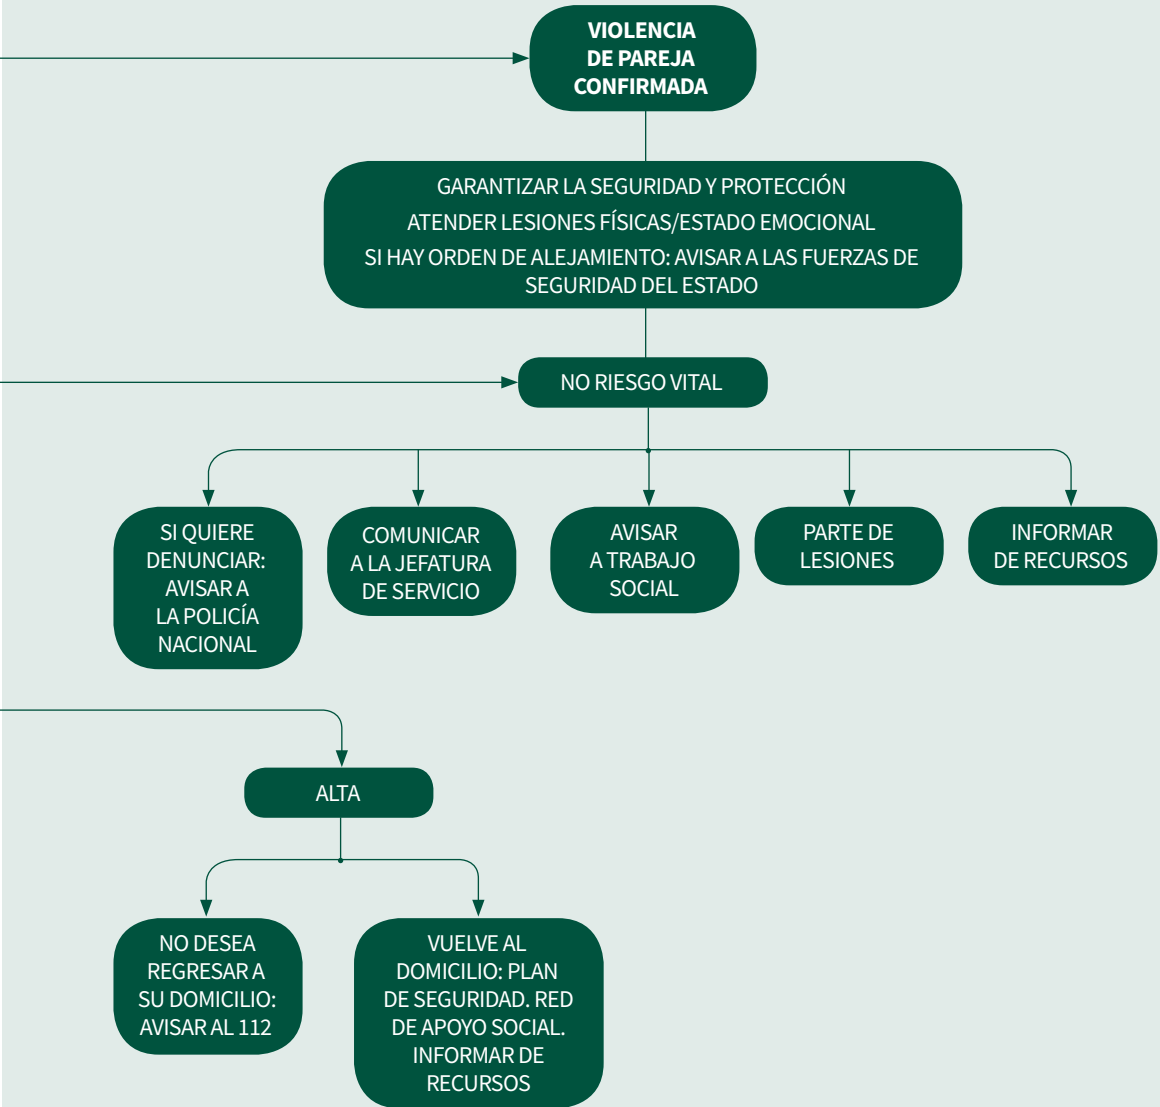 VIOLENCIA
DE PAREJA
CONFIRMADA
GARANTIZAR LA SEGURIDAD Y PROTECCIÓN
ATENDER LESIONES FÍSICAS/ESTADO EMOCIONAL
SI HAY ORDEN DE ALEJAMIENTO: AVISAR A LAS FUERZAS DE
SEGURIDAD DEL ESTADO
NO RIESGO VITAL
SI QUIERE
DENUNCIAR:
AVISAR A
LA POLICÍA
NACIONAL
COMUNICAR
A LA JEFATURA
DE SERVICIO
AVISAR
A TRABAJO
SOCIAL
PARTE DE
LESIONES
INFORMAR
DE RECURSOS
ALTA
NO DESEA
REGRESAR A
SU DOMICILIO:
AVISAR AL 112
VUELVE AL
DOMICILIO: PLAN
DE SEGURIDAD. RED
DE APOYO SOCIAL.
INFORMAR DE
RECURSOS